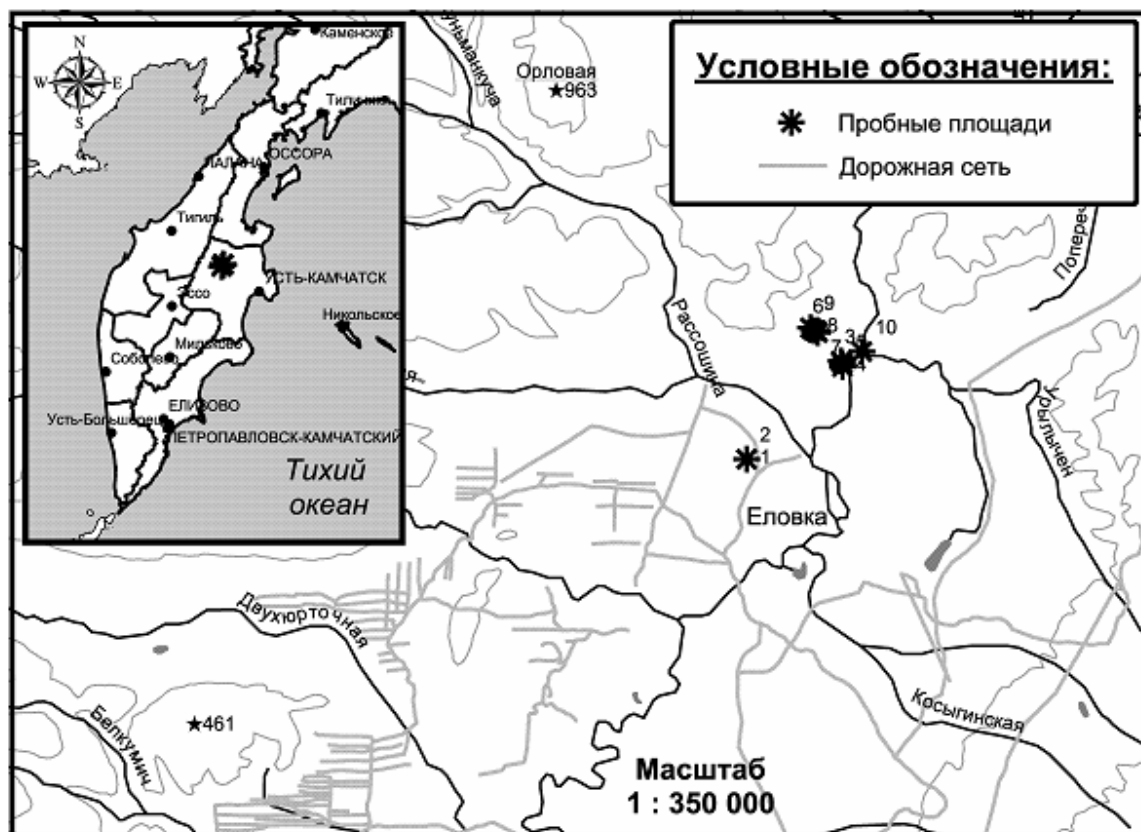 N
W E
S
Каменское
ПАЛАНА
ОССОРА
Тигиль
УСТЬ-КАМЧАТСК
Эссо
Никольское
Мильково
Соболево
ЕЛИЗОВО
Усть-Большерецк
ПЕТРОПАВЛОВСК-КАМЧАТСКИЙ
Тихий
океан
Орловая
963
Условные обозначения:
Пробные площади
Дорожная сеть
Рассошина
6 9
8
10
7
3
4
2
1
Еловка
Двухюрточная
461
Белкумич
Косыгинская
Масштаб
1 : 350 000